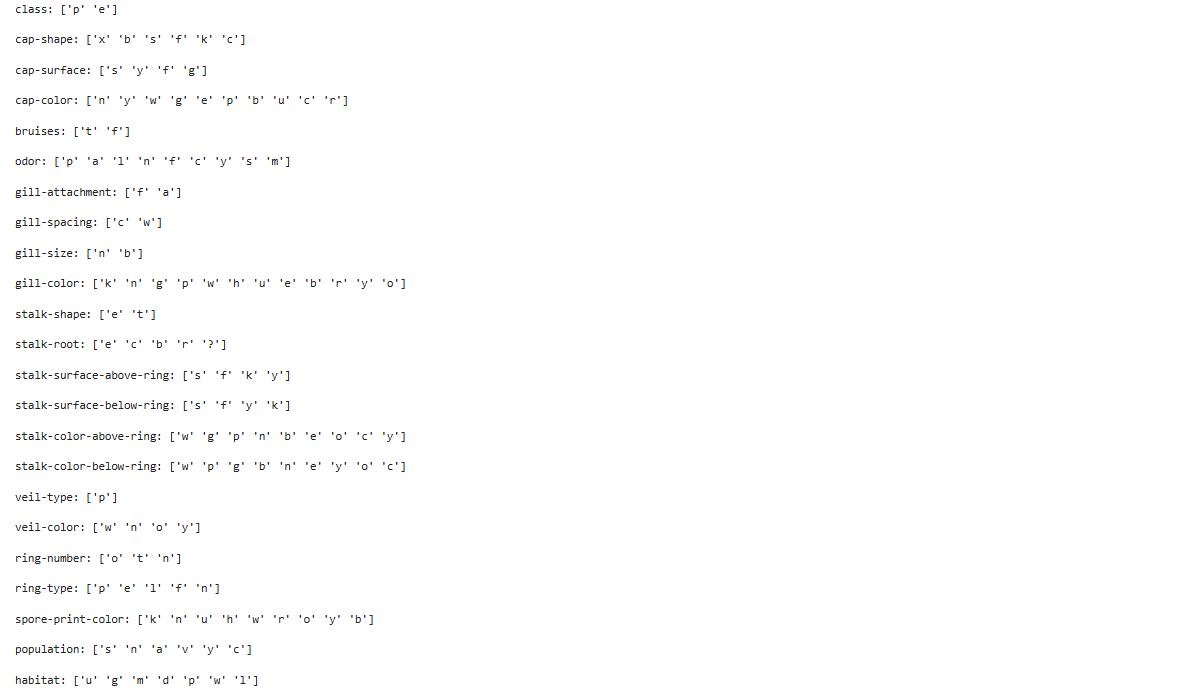 class: ['p' 'e']
cap-shape: ['x' 'b' 's' 'f' 'k' 'c']
cap-surface: ['s' 'y' 'f' 'g']
cap-color: ['n' 'y' 'w' 'g' 'e' 'p' 'b' 'u' 'c' 'r']
bruises: ['t' 'f']
odor: ['p' 'a' 'l' 'n' 'f' 'c' 'y' 's' 'm']
gill-attachment: ['f' 'a']
gill-spacing: ['c' 'w']
gill-size: ['n' 'b']
gill-color: ['k' 'n' 'g' 'p' 'w' 'h' 'u' 'e' 'b' 'r' 'y' 'o']
stalk-shape: ['e' 't']
stalk-root: ['e' 'c' 'b' 'r' '?']
stalk-surface-above-ring: ['s' 'f' 'k' 'y']
stalk-surface-below-ring: ['s' 'f' 'y' 'k']
stalk-color-above-ring: ['w' 'g' 'p' 'n' 'b' 'e' 'o' 'c' 'y']
stalk-color-below-ring: ['w' 'p' 'g' 'b' 'n' 'e' 'y' 'o' 'c']
veil-type: ['p']
veil-color: ['w' 'n' 'o' 'y']
ring-number: ['o' 't' 'n']
ring-type: ['p' 'e' 'l' 'f' 'n']
spore-print-color: ['k' 'n' 'u' 'h' 'w' 'r' 'o' 'y' 'b']
population: ['s' 'n' 'a' 'v' 'y' 'c']
habitat: ['u' 'g' 'm' 'd' 'p' 'w' 'l']